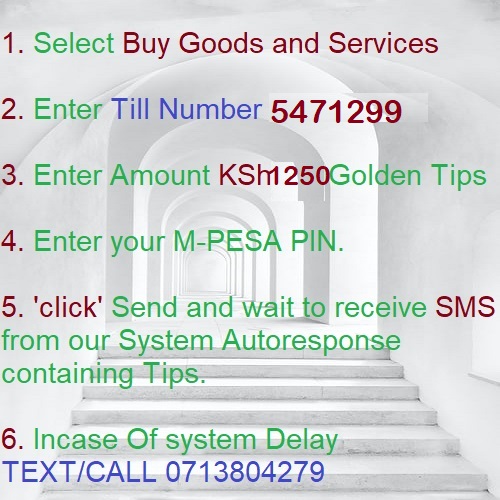 1. Select Buy Goods and Services
2. Enter Till Number 5471299
3. Enter Amount KSh1250Golden Tips
4. Enter your M-PESA PIN.
5. 'click' Send and wait to receive SMS
from our System Autoresponse
containing Tips.
6. Incase Of system Delay
TEXT/CALL 0713804279